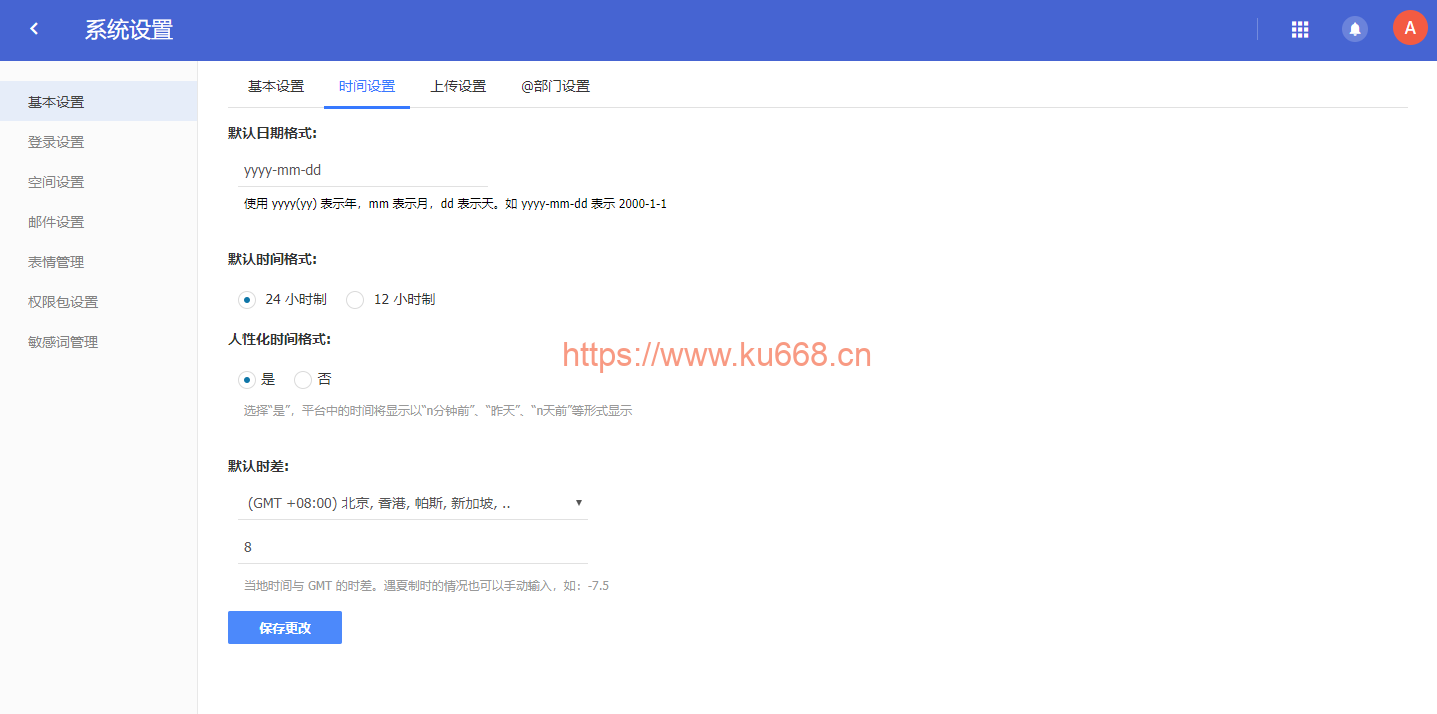 系统设置
A
基本设置
登录设置
空间设置
邮件设置
表情管理
权限包设置
敏感词管理
基本设置 时间设置 上传设置 @部门设置
默认日期格式:
yyyy-mm-dd
使用 yyyy(yy) 表示年，mm 表示月，dd 表示天。如 yyyy-mm-dd 表示 2000-1-1
默认时间格式:
24 小时制 12 小时制
人性化时间格式:
https://www.ku668.cn
是 否
选择“是”，平台中的时间将显示以“n分钟前”、“昨天”、“n天前”等形式显示
默认时差:
(GMT +08:00) 北京, 香港, 帕斯, 新加坡, ..
8
当地时间与 GMT 的时差。遇夏制时的情况也可以手动输入，如：-7.5
保存更改